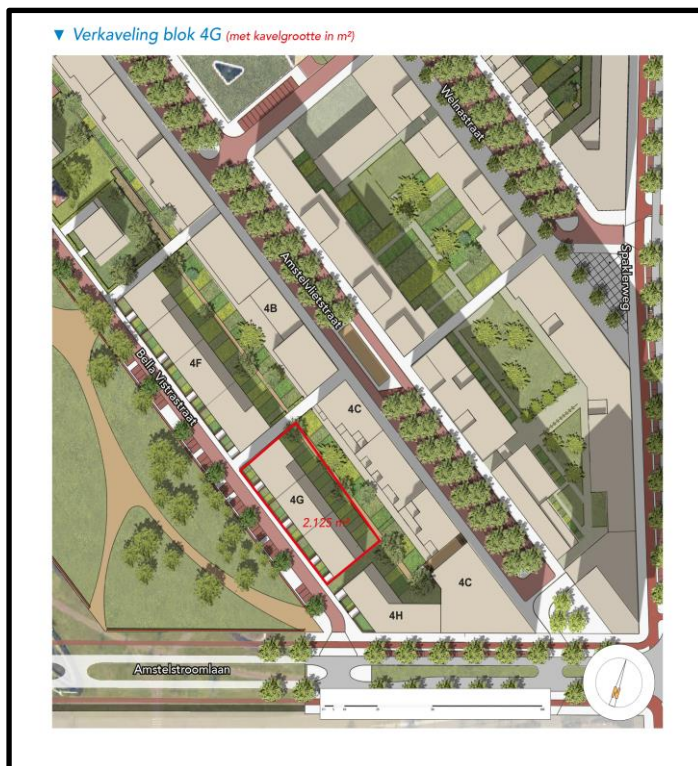 ▼ Verkaveling blok 4G (met kavelgrootte in m²)
Welnastraat
Spaklerweg
Amstelvlietstraat
4B
4F
Bella Vistrastraat
4C
4G
2.125 m²
4C
4H
Amstelstroomlaan